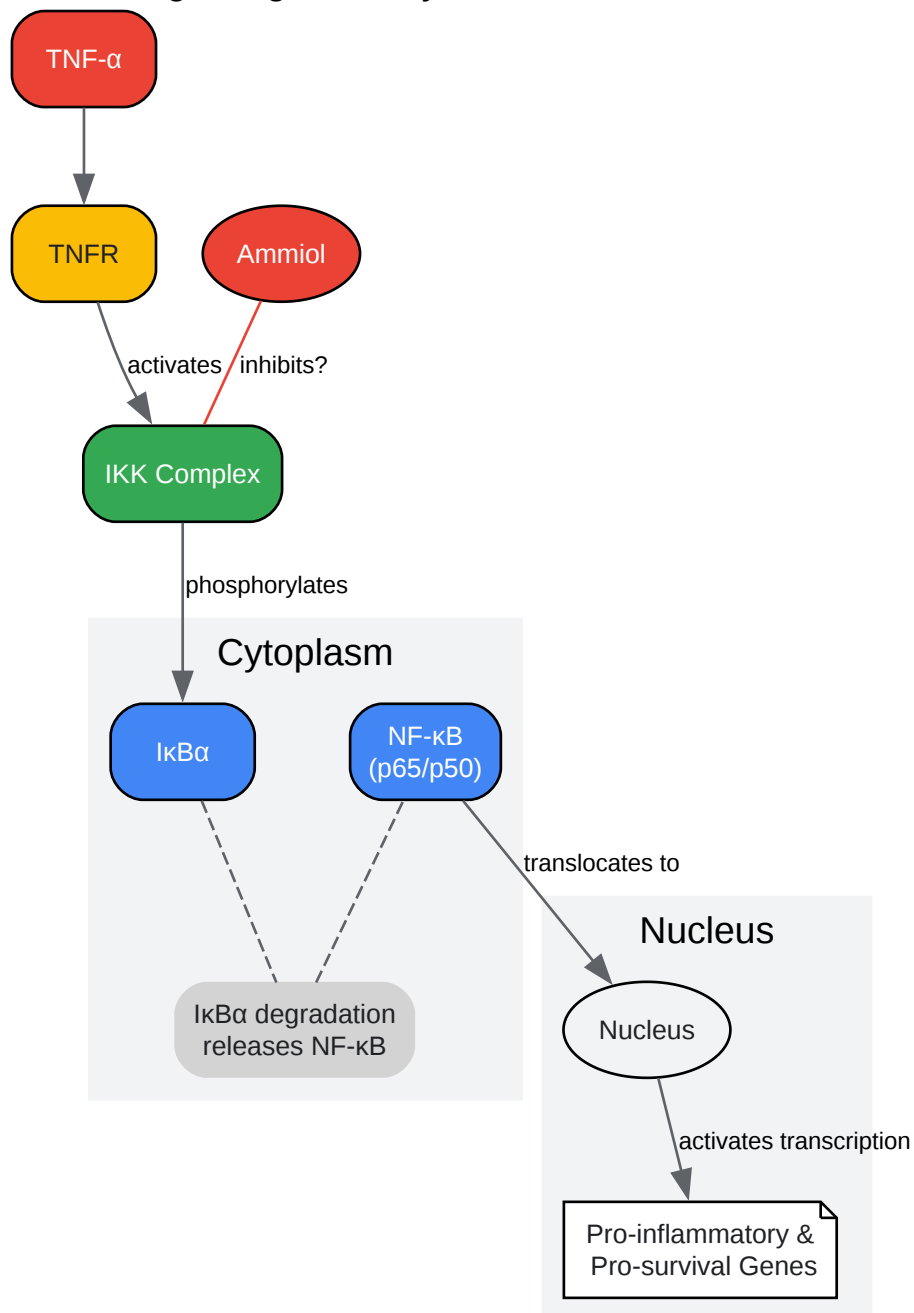 TNF-α
TNFR
Ammiol
activates
inhibits?
IKK Complex
phosphorylates
Cytoplasm
IκBα
NF-κB
(p65/p50)
translocates to
Nucleus
IκBα degradation
releases NF-κB
Nucleus
activates transcription
Pro-inflammatory &
Pro-survival Genes